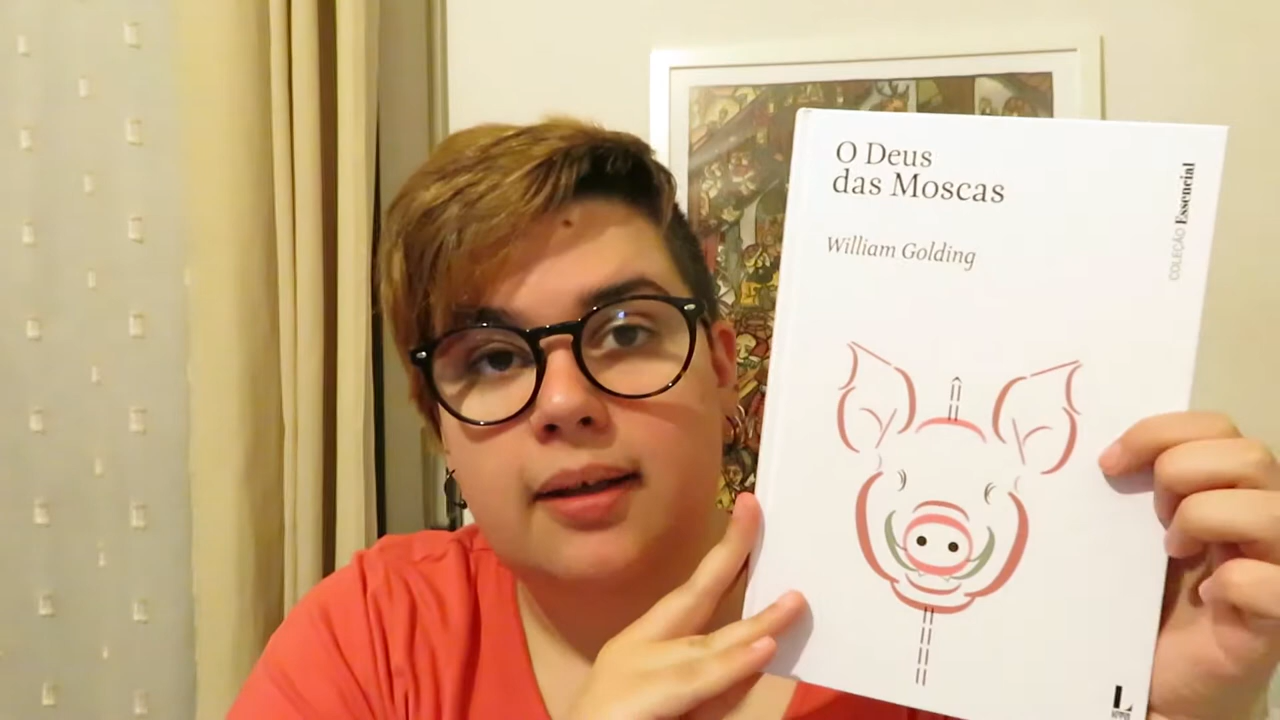 O Deus
das Moscas
William Golding
COLEÇÃO Essencial
L